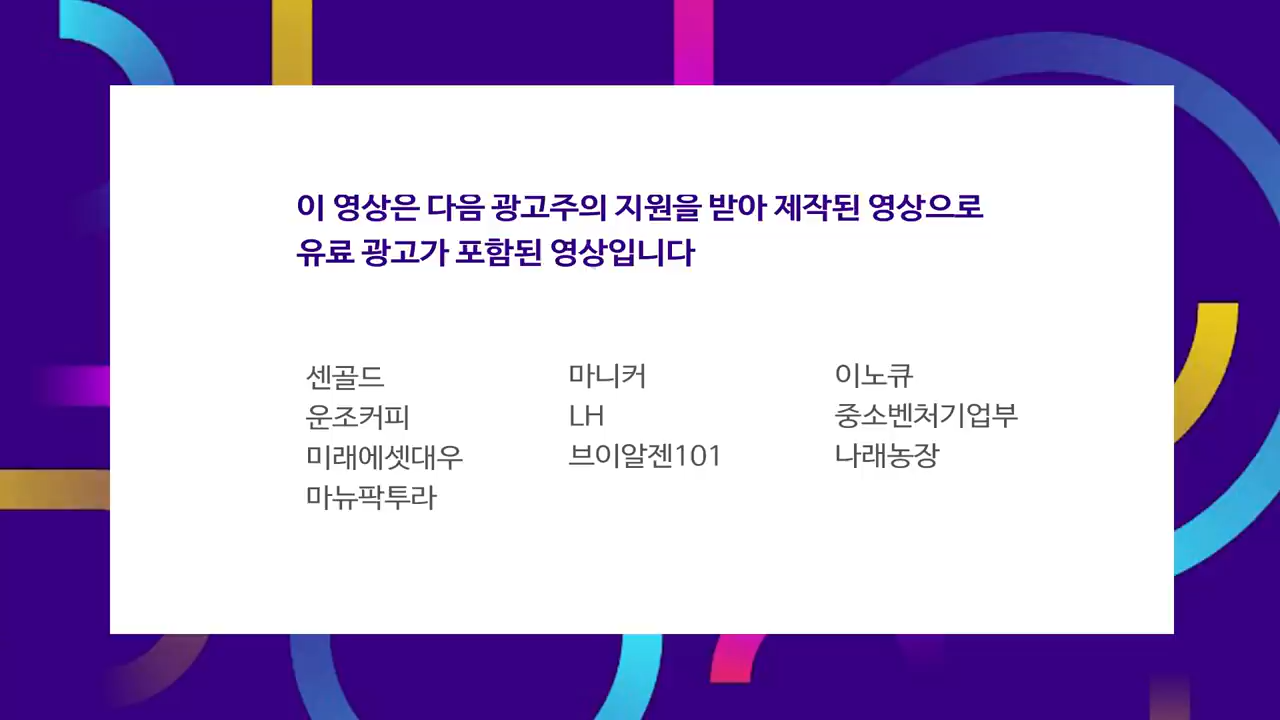 이 영상은 다음 광고주의 지원을 받아 제작된 영상으로
유료 광고가 포함된 영상입니다
센골드
운조커피
미래에셋대우
마뉴팍투라
마니커
LH
브이알젠101
이노큐
중소벤처기업부
나래농장